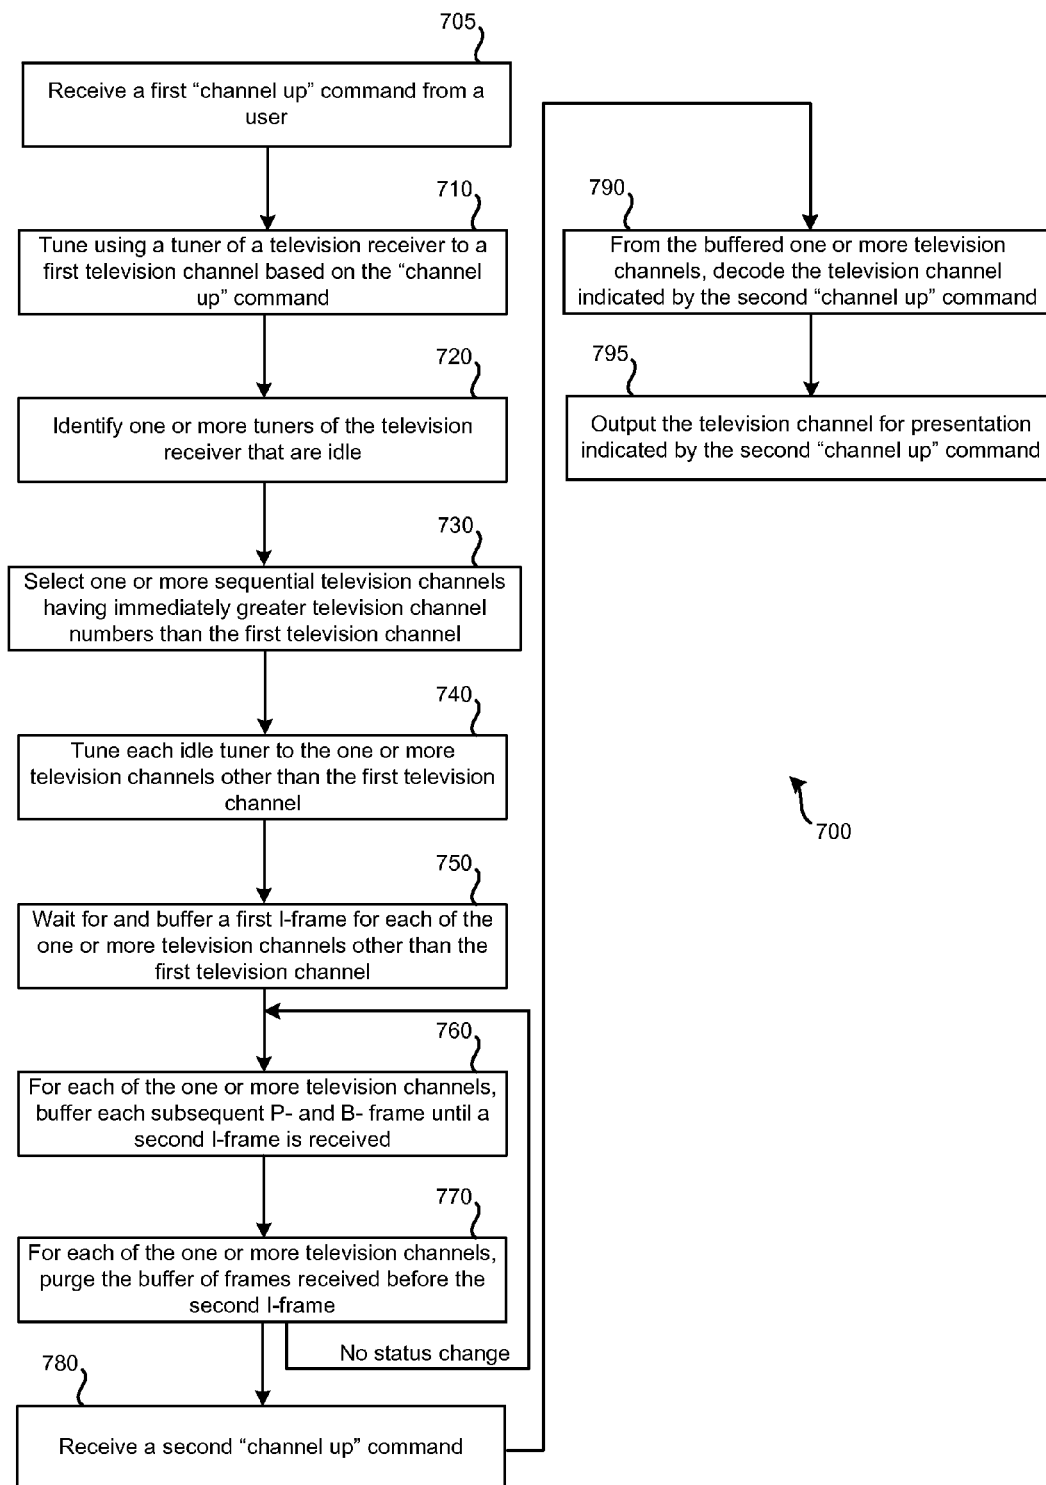 705
Receive a first “channel up” command from a
user
710
Tune using a tuner of a television receiver to a
first television channel based on the “channel
up” command
720
Identify one or more tuners of the television
receiver that are idle
730
Select one or more sequential television channels
having immediately greater television channel
numbers than the first television channel
740
Tune each idle tuner to the one or more
television channels other than the first television
channel
750
Wait for and buffer a first I-frame for each of the
one or more television channels other than the
first television channel
760
For each of the one or more television channels,
buffer each subsequent P- and B- frame until a
second I-frame is received
770
For each of the one or more television channels,
purge the buffer of frames received before the
second I-frame
No status change
780
Receive a second “channel up” command
790
From the buffered one or more television
channels, decode the television channel
indicated by the second “channel up” command
795
Output the television channel for presentation
indicated by the second “channel up” command
700